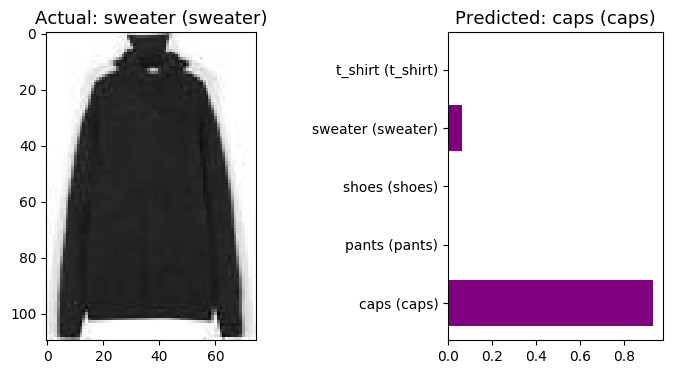 Actual: sweater (sweater)
0
20
40
60
80
100
0
20
40
60
Predicted: caps (caps)
t_shirt (t_shirt)
sweater (sweater)
shoes (shoes)
pants (pants)
caps (caps)
0.0
0.2
0.4
0.6
0.8